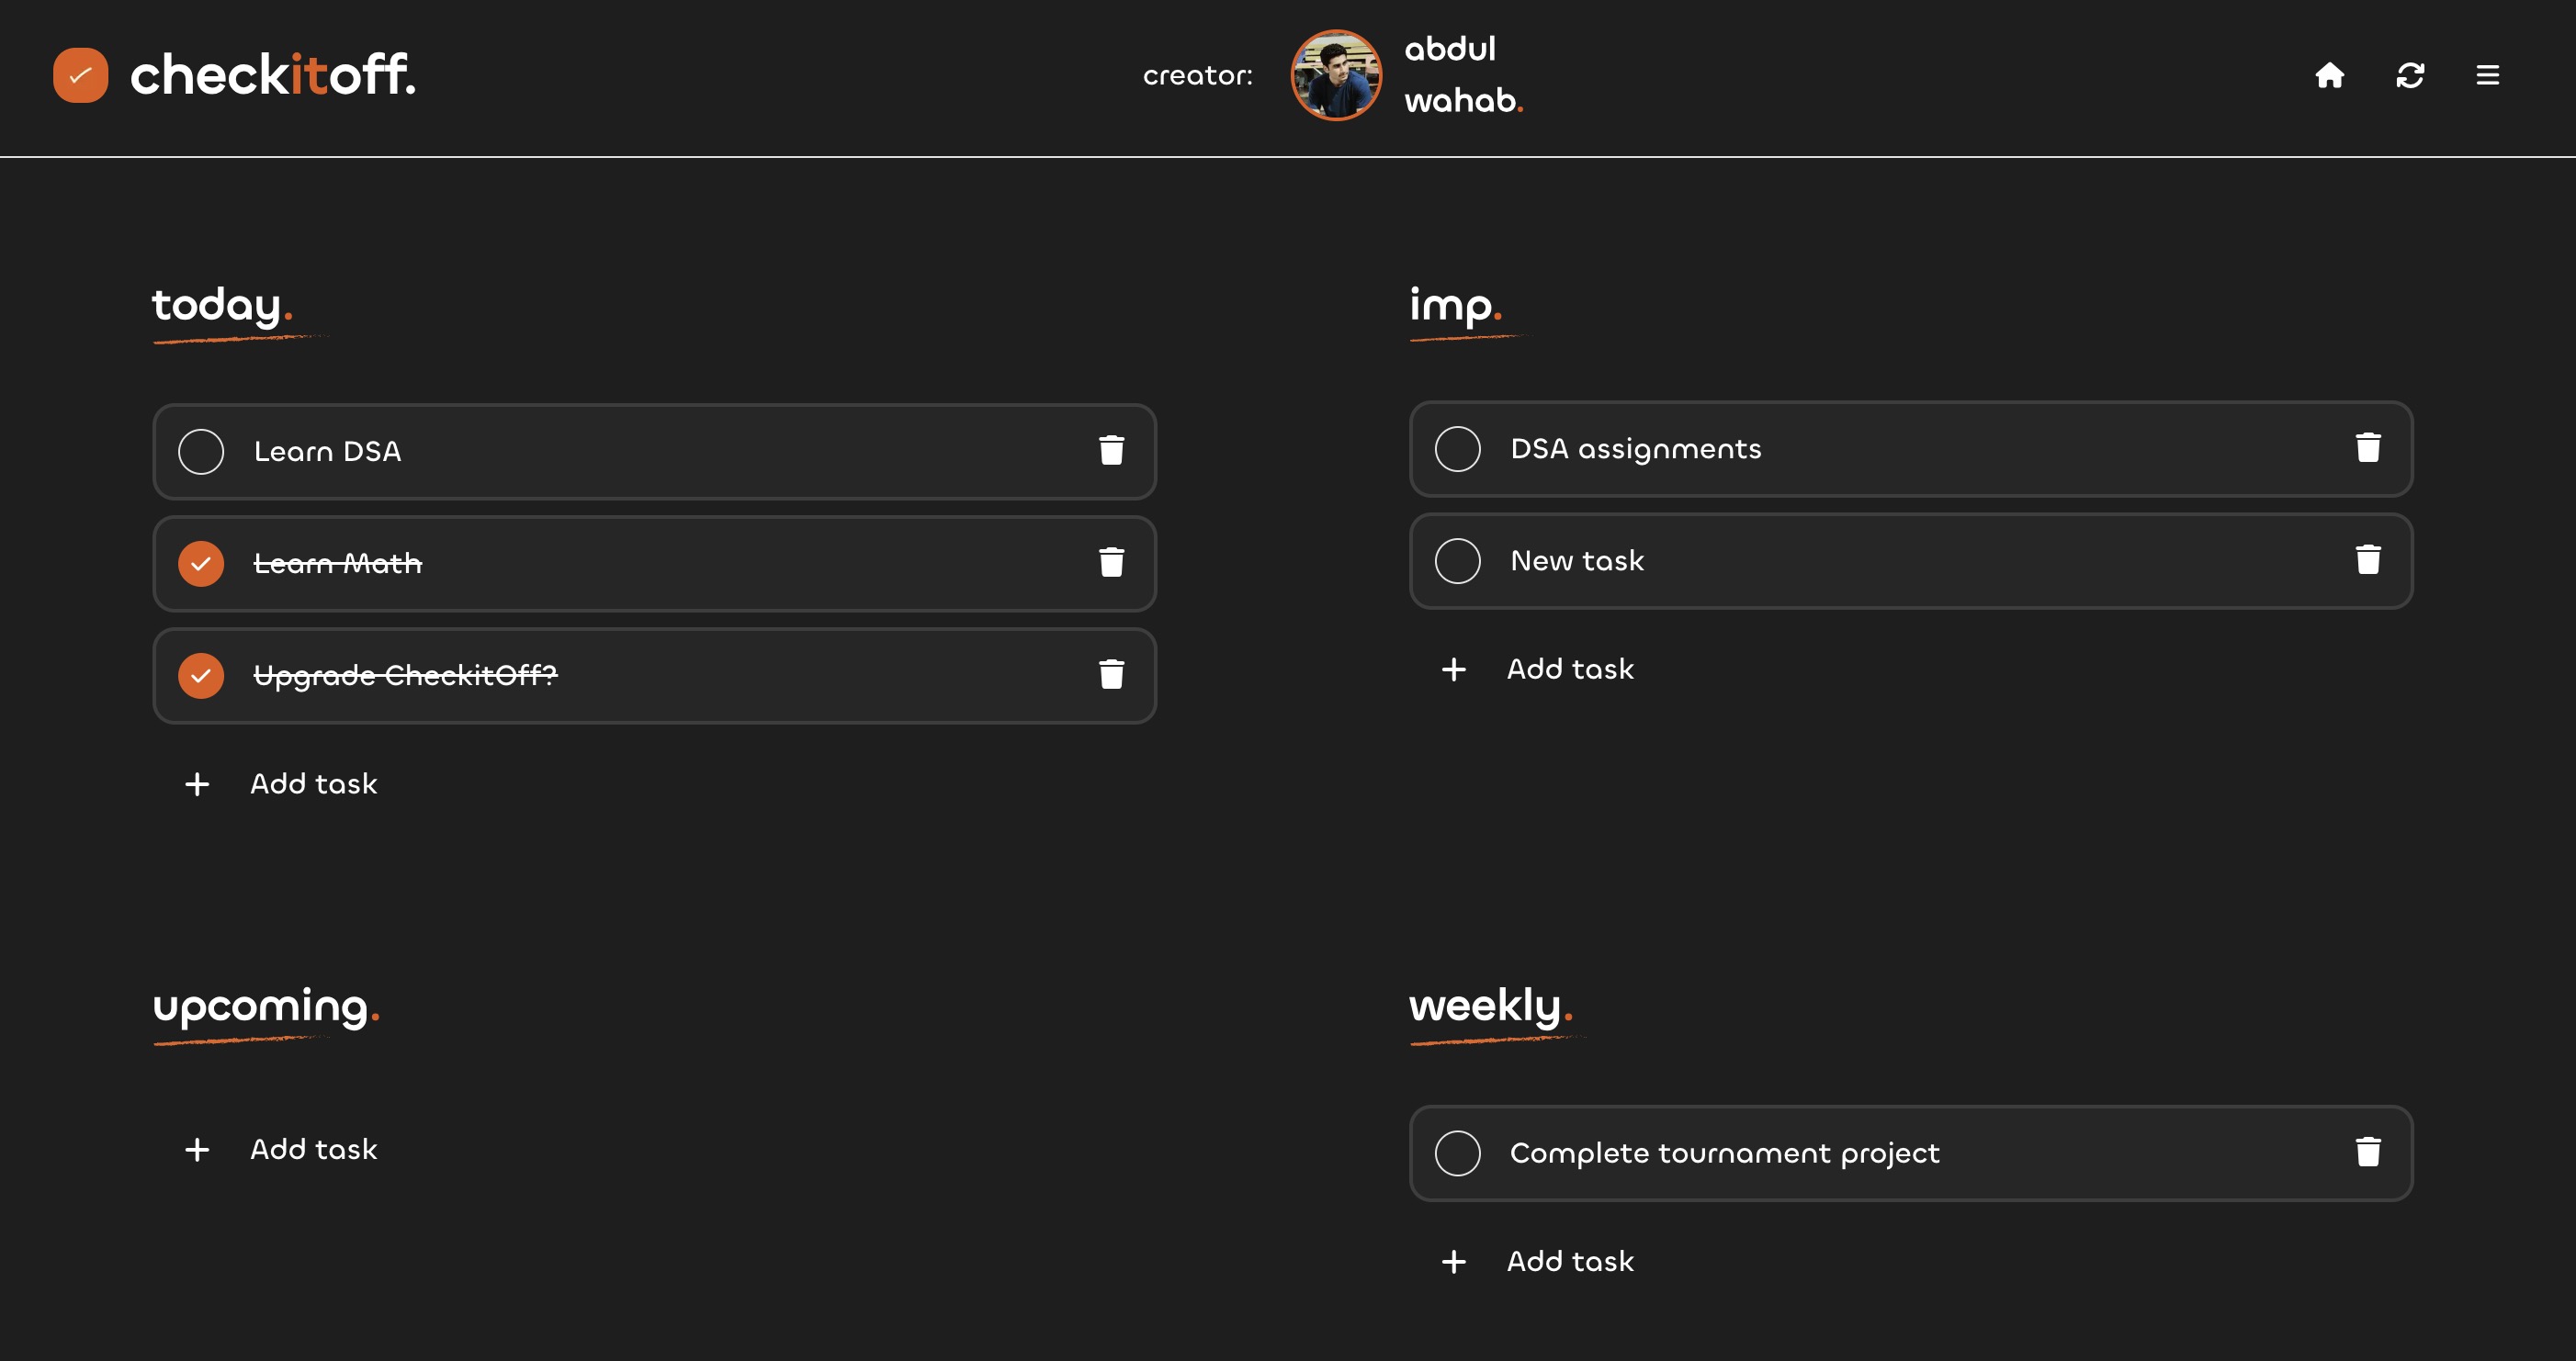 checkitoff.
creator:
abdul
wahab.
today.
Learn DSA
Learn Math
Upgrade CheckitOff?
Add task
imp.
DSA assignments
New task
Add task
upcoming.
Add task
weekly.
Complete tournament project
Add task